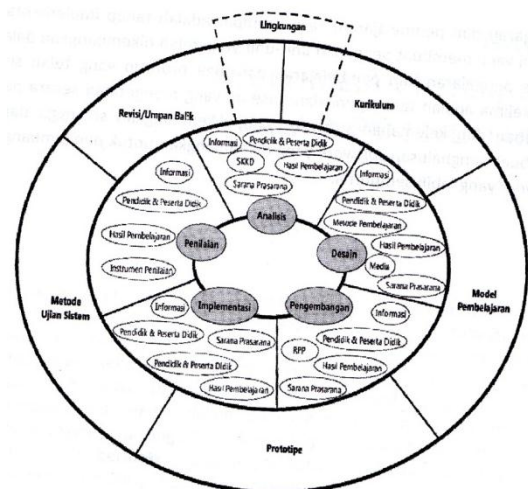 Lingkungan
Revisi/Umpan Balik
Kurikulum
Informasi
Pendidik & Peserta Didik
SKKD
Hasil Pembelajaran
Sarana Prasarana
Analisis
Informasi
Pendidik & Peserta Didik
Metode Pembelajaran
Hasil Pembelajaran
Media
Sarana Prasarana
Desain
Informasi
Pendidik & Peserta Didik
Hasil Pembelajaran
Instrumen Penilaian
Penilaian
Metode
Ujian Sistem
Model
Pembelajaran
Implementasi
Informasi
Pendidik & Peserta Didik
Sarana Prasarana
Pendidik & Peserta Didik
Hasil Pembelajaran
Pengembangan
Informasi
Pendidik & Peserta Didik
RPP
Hasil Pembelajaran
Sarana Prasarana
Prototipe